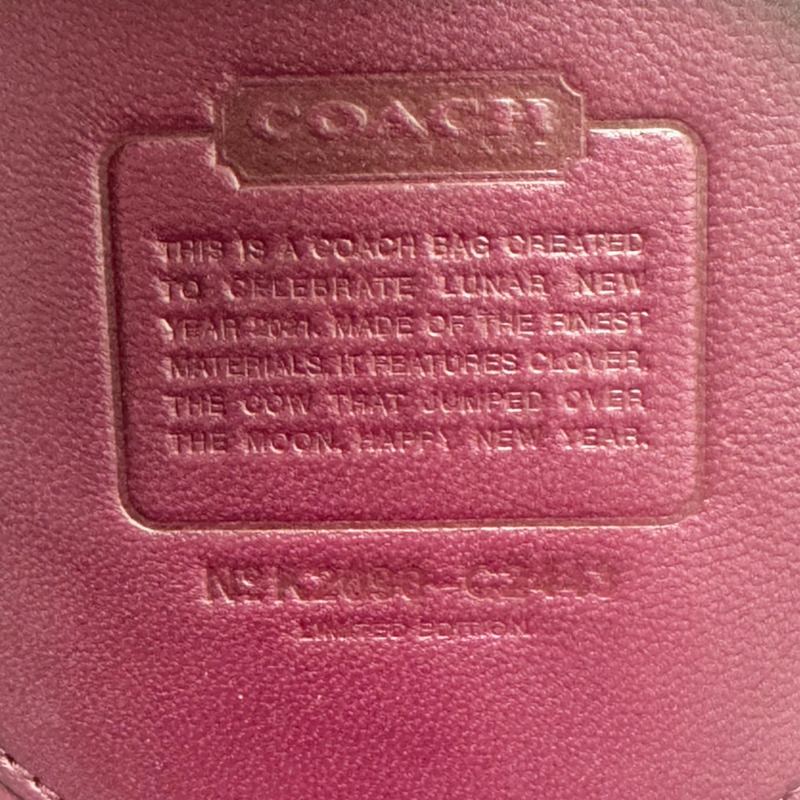 COACH
THIS IS A COACH BAG CREATED
TO CELEBRATE LUNAR NEW
YEAR 2021. MADE OF THE FINEST
MATERIALS, IT FEATURES CLOVER,
THE COW THAT JUMPED OVER
THE MOON. HAPPY NEW YEAR.
Nº
LIMITED EDITION